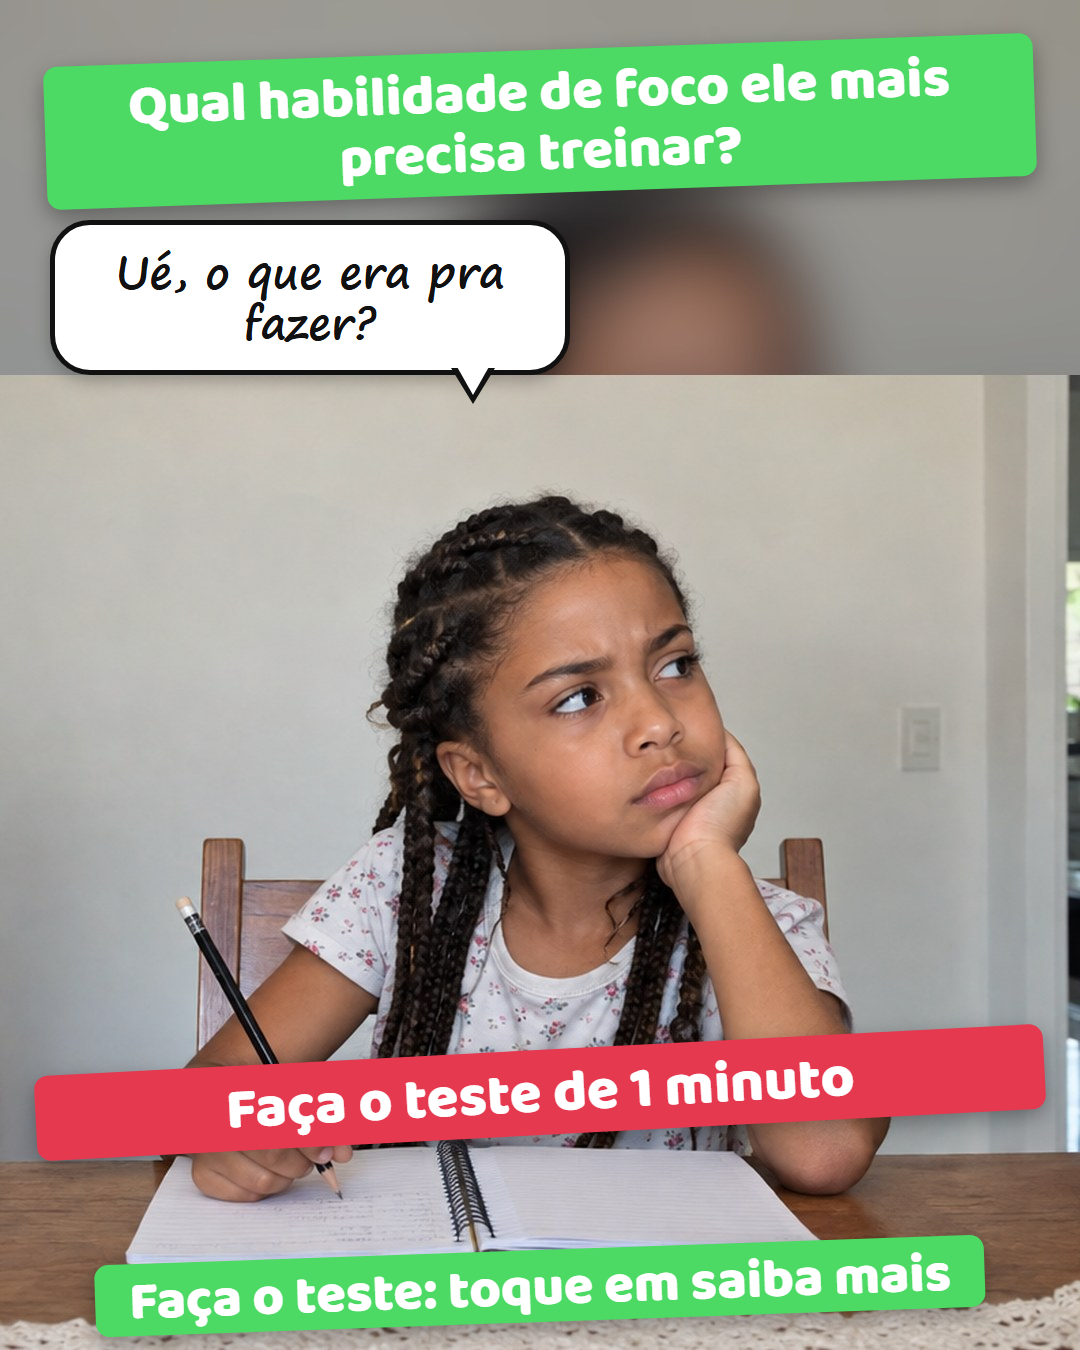 Qual habilidade de foco ele mais
precisa treinar?
Ué, o que era pra
fazer?
Faça o teste de 1 minuto
Faça o teste: toque em saiba mais